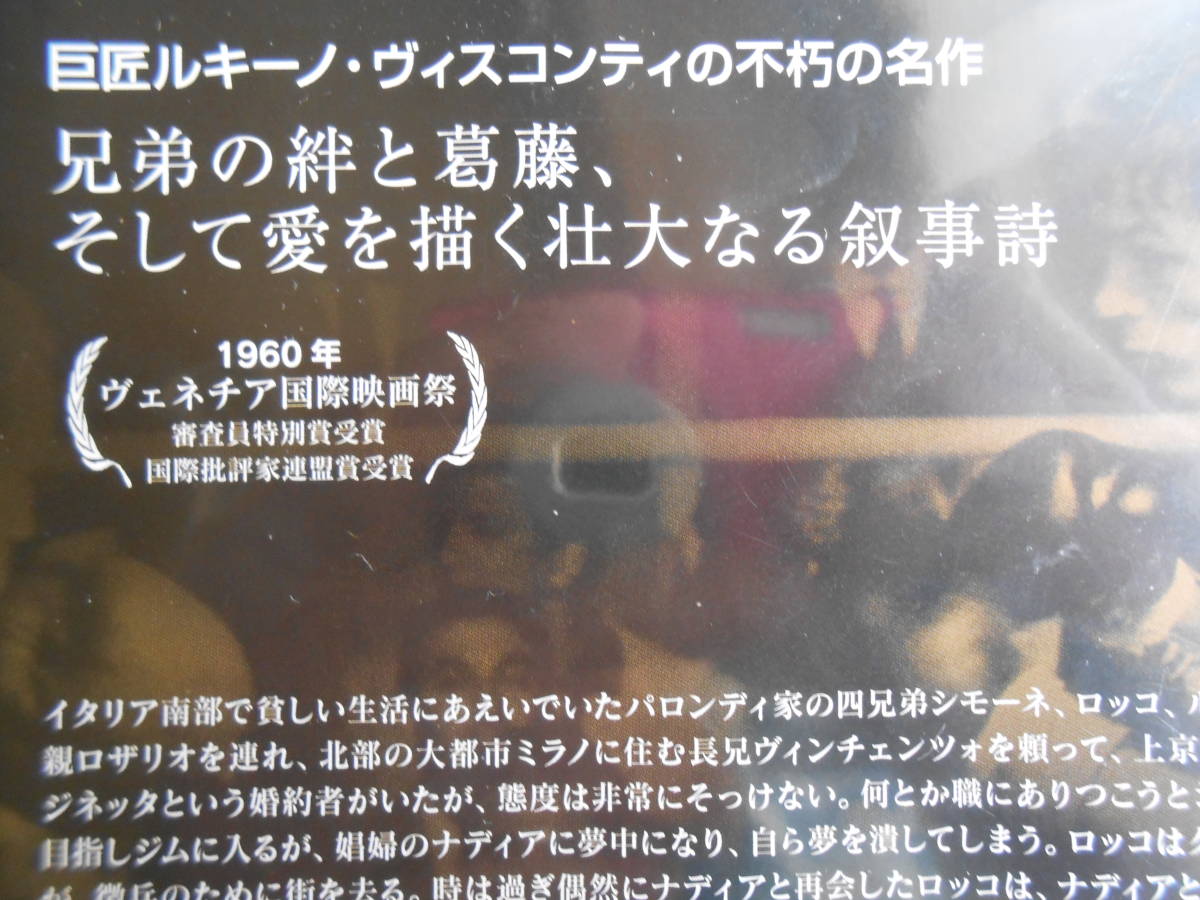 巨匠ルキーノ・ヴィスコンティの不朽の名作
兄弟の絆と葛藤、
そして愛を描く壮大なる叙事詩
1960年
ヴェネチア国際映画祭
審査員特別賞受賞
国際批評家連盟賞受賞
イタリア南部で貧しい生活にあえいでいたパロンディ家の四兄弟シモーネ、ロッコ、
親ロザリオを連れ、北部の大都市ミラノに住む長兄ヴィンチェンツォを頼って、上京
ジネッタという婚約者がいたが、態度は非常にそっけない。何とか職にありつこうと
目指しジムに入るが、娼婦のナディアに夢中になり、自ら夢を潰してしまう。ロッコは
が、徴兵のために街を去る。時は過ぎ偶然にナディアと再会したロッコは、ナディアと